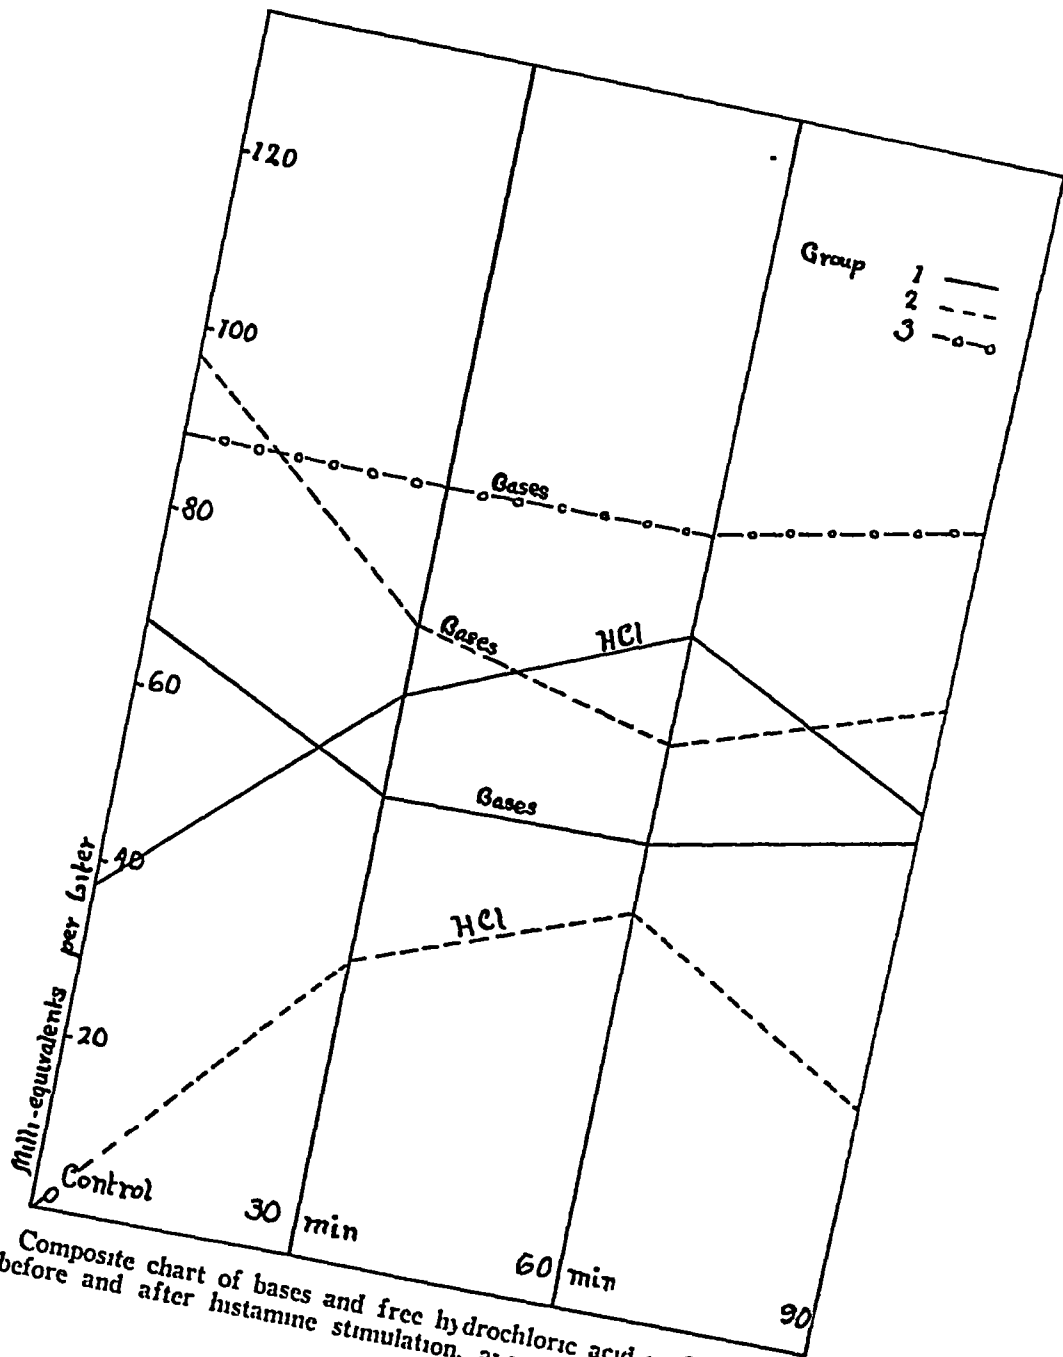 120
100
80
60
40
20
0
Milli-equivalents per Liter
Group 1
2
3
Bases
Bases
HCl
Bases
HCl
Control
30 min
60 min
90
Composite chart of bases and free hydrochloric acid
before and after histamine stimulation,